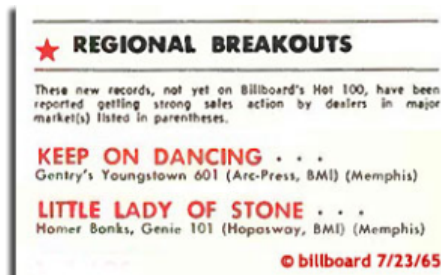 ★ REGIONAL BREAKOUTS
These new records, not yet on Billboard's Hot 100, have been
reported getting strong sales action by dealers in major
market(s) listed in parentheses.
KEEP ON DANCING . . .
Gentry's Youngstown 601 (Arc-Press, BMI) (Memphis)
LITTLE LADY OF STONE . . .
Homer Bonks, Genie 101 (Hopasway, BMI) (Memphis)
© billboard 7/23/65